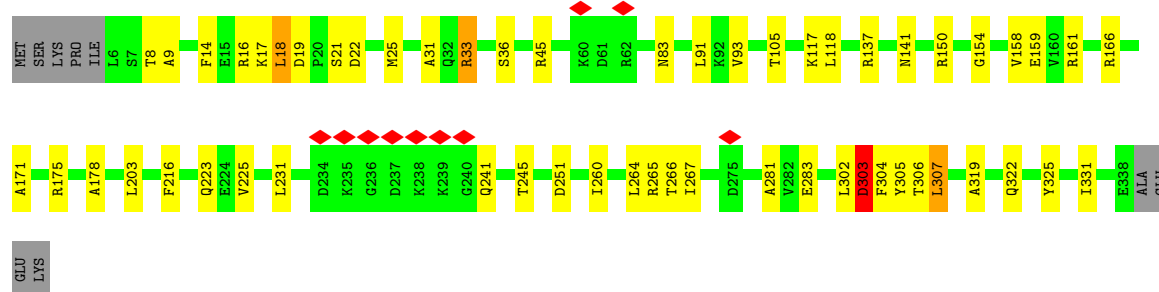 MET SER LYS PRO ILE L6 S7 T8 A9 F14 E15 R16 K17 L18 D19 P20 S21 D22 M25 A31 Q32 R33 S36 R45 K60 D61 R62 N83 L91 K92 V93 T105 K117 L118 R137 N141 R150 G154 V158 E159 V160 R161 R166
A171 R175 A178 L203 F216 Q223 E224 V225 L231 D234 K235 G236 D237 K238 K239 G240 Q241 T245 D251 I260 L264 R265 T266 I267 D275 A281 V282 E283 L302 D303 F304 Y305 T306 L307 A319 Q322 Y325 I331 E338 ALA GLU
GLU LYS